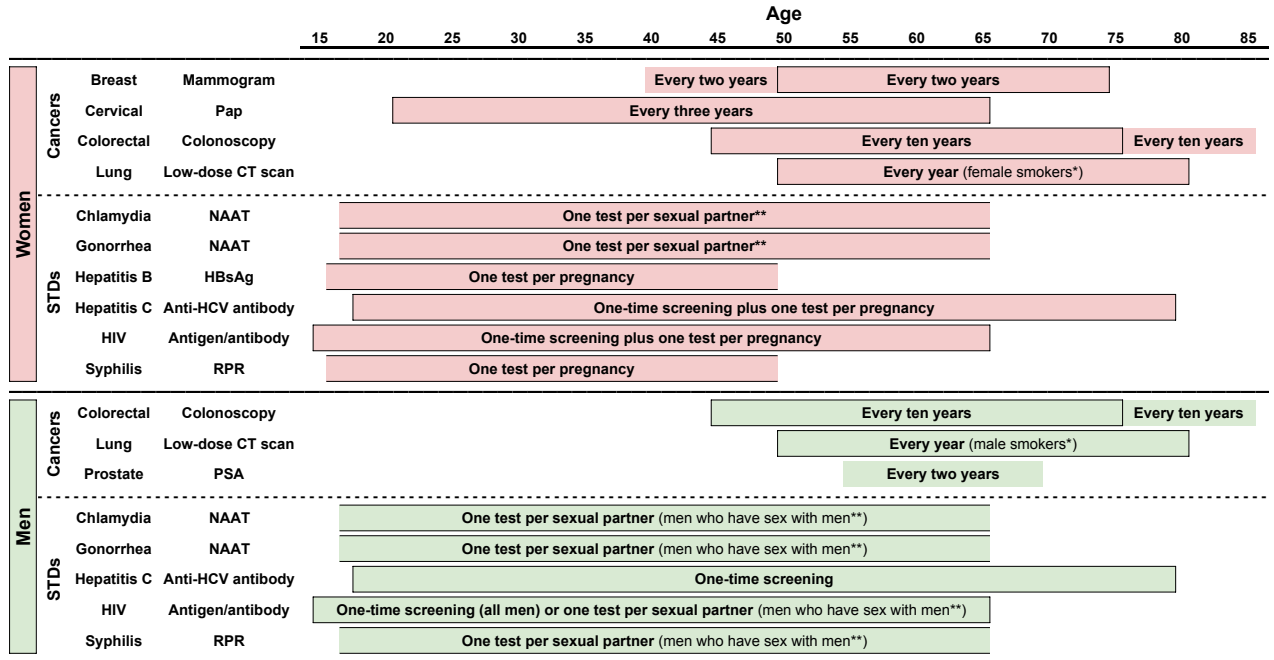 Age
15 20 25 30 35 40 45 50 55 60 65 70 75 80 85
Women
Cancers
Breast Mammogram Every two years Every two years
Cervical Pap Every three years
Colorectal Colonoscopy Every ten years Every ten years
Lung Low-dose CT scan Every year (female smokers*)
STDs
Chlamydia NAAT One test per sexual partner**
Gonorrhea NAAT One test per sexual partner**
Hepatitis B HBsAg One test per pregnancy
Hepatitis C Anti-HCV antibody One-time screening plus one test per pregnancy
HIV Antigen/antibody One-time screening plus one test per pregnancy
Syphilis RPR One test per pregnancy
Men
Cancers
Colorectal Colonoscopy Every ten years Every ten years
Lung Low-dose CT scan Every year (male smokers*)
Prostate PSA Every two years
STDs
Chlamydia NAAT One test per sexual partner (men who have sex with men**)
Gonorrhea NAAT One test per sexual partner (men who have sex with men**)
Hepatitis C Anti-HCV antibody One-time screening
HIV Antigen/antibody One-time screening (all men) or one test per sexual partner (men who have sex with men**)
Syphilis RPR One test per sexual partner (men who have sex with men**)